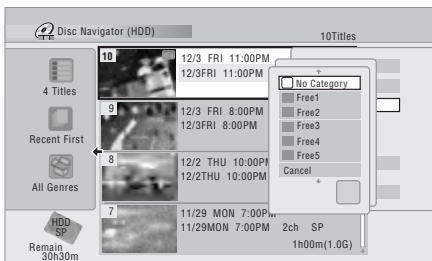 Disc Navigator (HDD)
10Titles
4 Titles
Recent First
All Genres
HDD
SP
Remain
30h30m
10
12/3 FRI 11:00PM
12/3FRI 11:00PM
9
12/3 FRI 8:00PM
12/3FRI 8:00PM
8
12/2 THU 10:00PM
12/2THU 10:00PM
7
11/29 MON 7:00PM
11/29MON 7:00PM 2ch SP
1h00m(1.0G)
No Category
Free1
Free2
Free3
Free4
Free5
Cancel